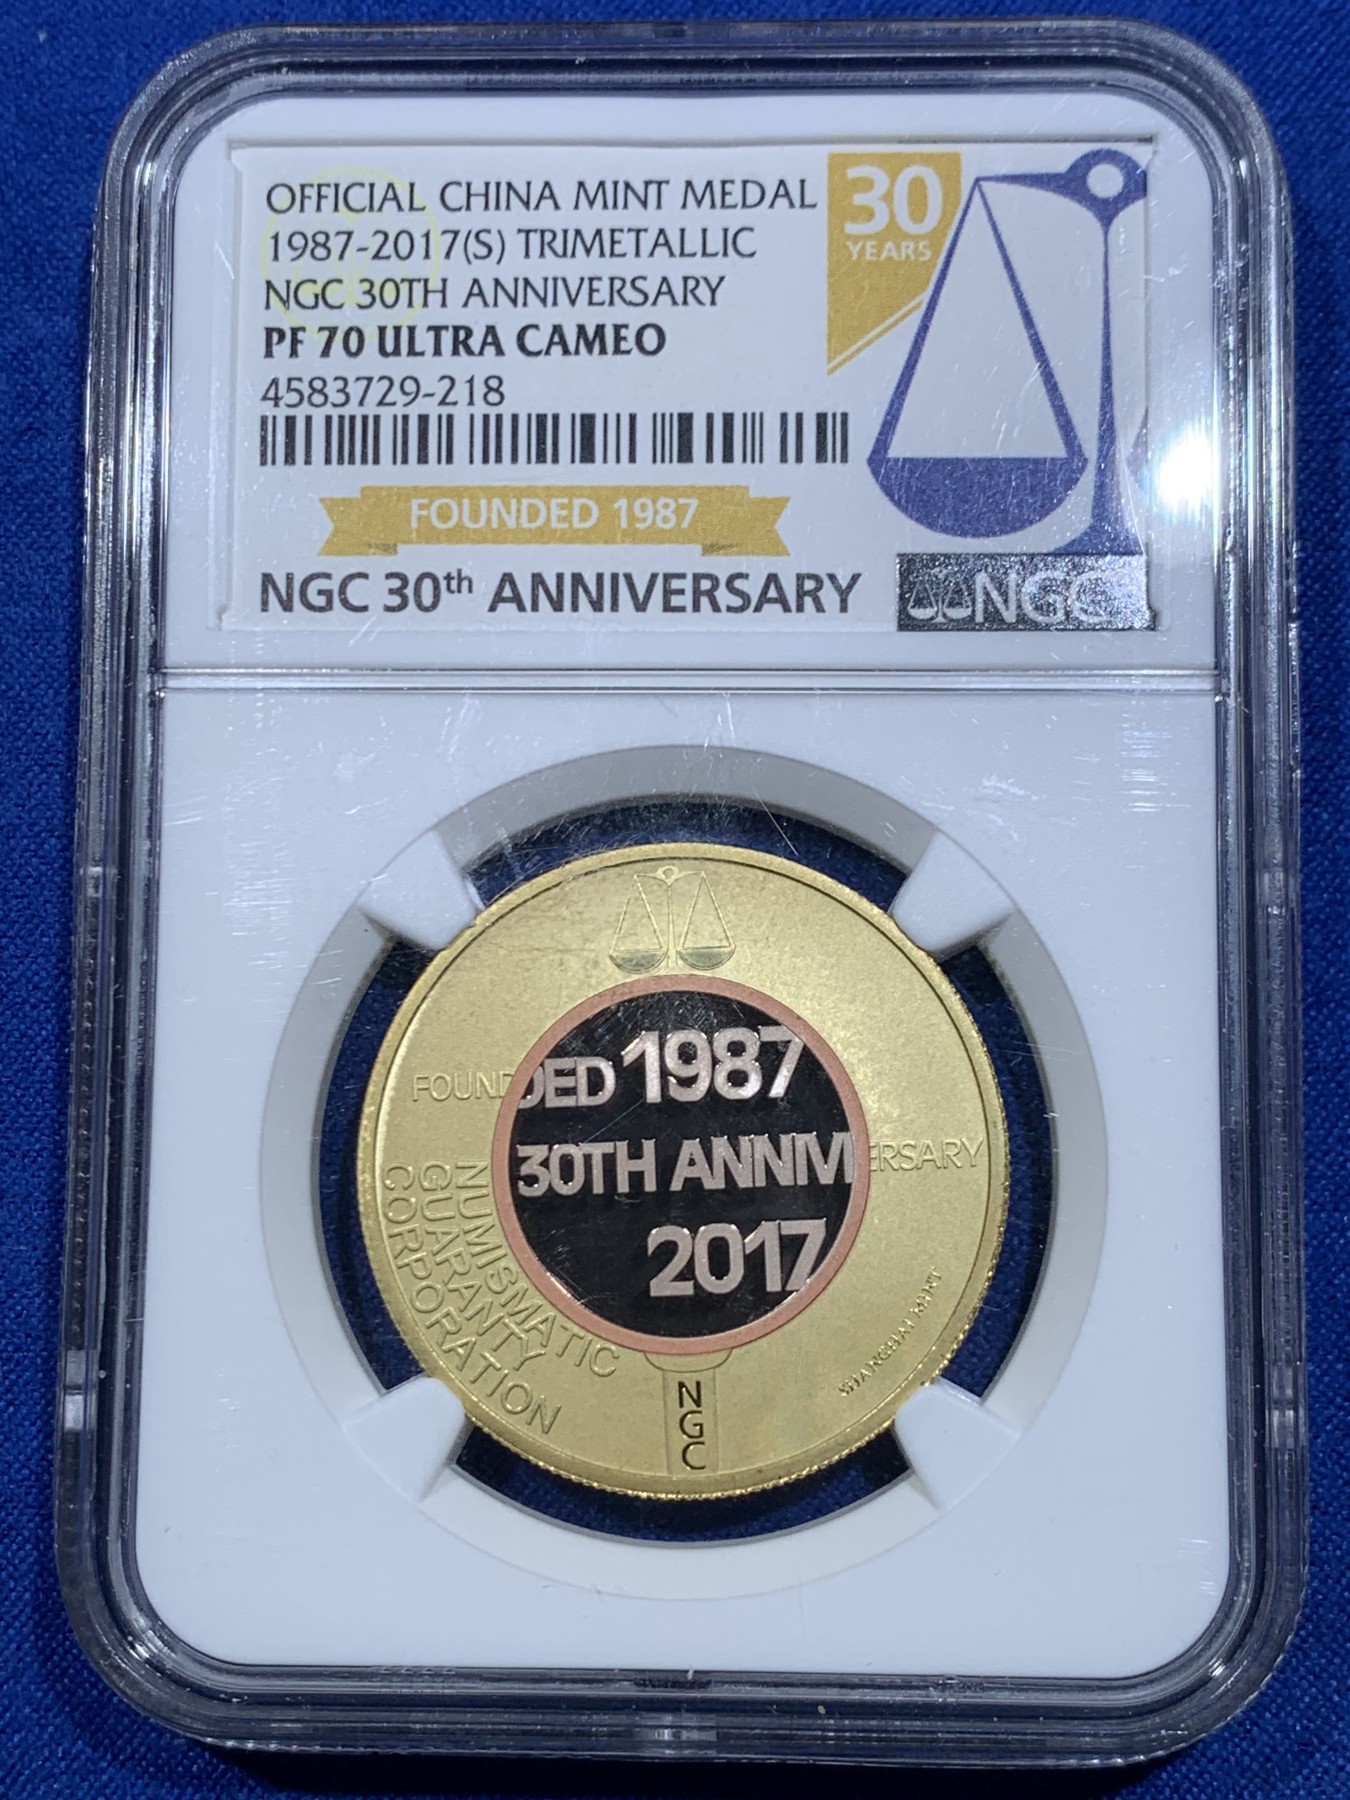 OFFICIAL CHINA MINT MEDAL
1987-2017(S) TRIMETALLIC
NGC 30TH ANNIVERSARY
PF 70 ULTRA CAMEO
4583729-218
30
YEARS
FOUNDED 1987
NGC 30th ANNIVERSARY
NGC
FOUNDED 1987
30TH ANNIVERSARY
2017
NUMISMATIC
GUARANTY
CORPORATION
SHANGHAI MINT
NGC